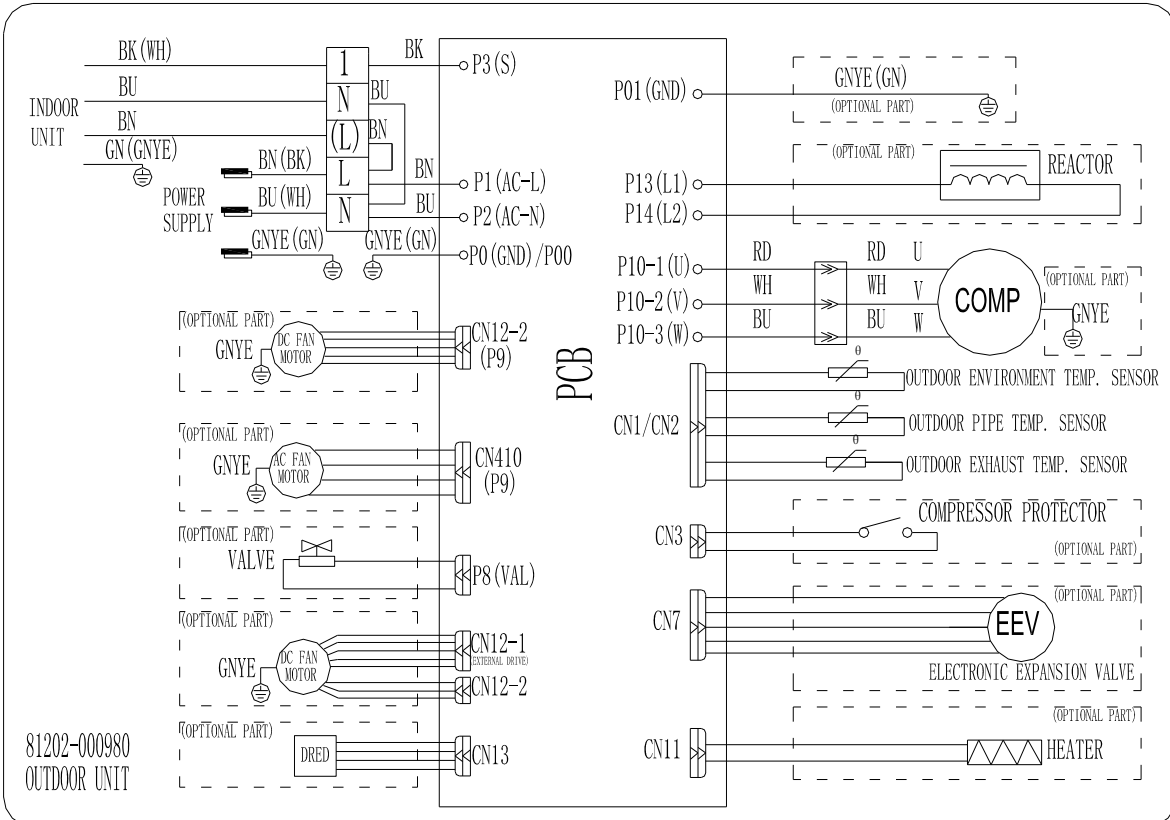 BK(WH)
BU
BN
GN(GNYE)
INDOOR
UNIT
1
N
(L)
L
N
BK
BU
BN
BN
BU
BN(BK)
BU(WH)
POWER
SUPPLY
GNYE(GN)
GNYE(GN)
P3(S)
P1(AC-L)
P2(AC-N)
P0(GND)/P00
(OPTIONAL PART)
GNYE
DC FAN
MOTOR
CN12-2
(P9)
(OPTIONAL PART)
GNYE
AC FAN
MOTOR
CN410
(P9)
(OPTIONAL PART)
VALVE
P8(VAL)
(OPTIONAL PART)
GNYE
DC FAN
MOTOR
CN12-1
(EXTERNAL DRIVE)
CN12-2
(OPTIONAL PART)
DRED
CN13
81202-000980
OUTDOOR UNIT
PCB
P01(GND)
GNYE(GN)
(OPTIONAL PART)
(OPTIONAL PART)
REACTOR
P13(L1)
P14(L2)
P10-1(U)
RD
RD
U
P10-2(V)
WH
WH
V
P10-3(W)
BU
BU
W
COMP
(OPTIONAL PART)
GNYE
CN1/CN2
θ
OUTDOOR ENVIRONMENT TEMP. SENSOR
θ
OUTDOOR PIPE TEMP. SENSOR
θ
OUTDOOR EXHAUST TEMP. SENSOR
CN3
COMPRESSOR PROTECTOR
(OPTIONAL PART)
CN7
(OPTIONAL PART)
EEV
ELECTRONIC EXPANSION VALVE
CN11
(OPTIONAL PART)
HEATER